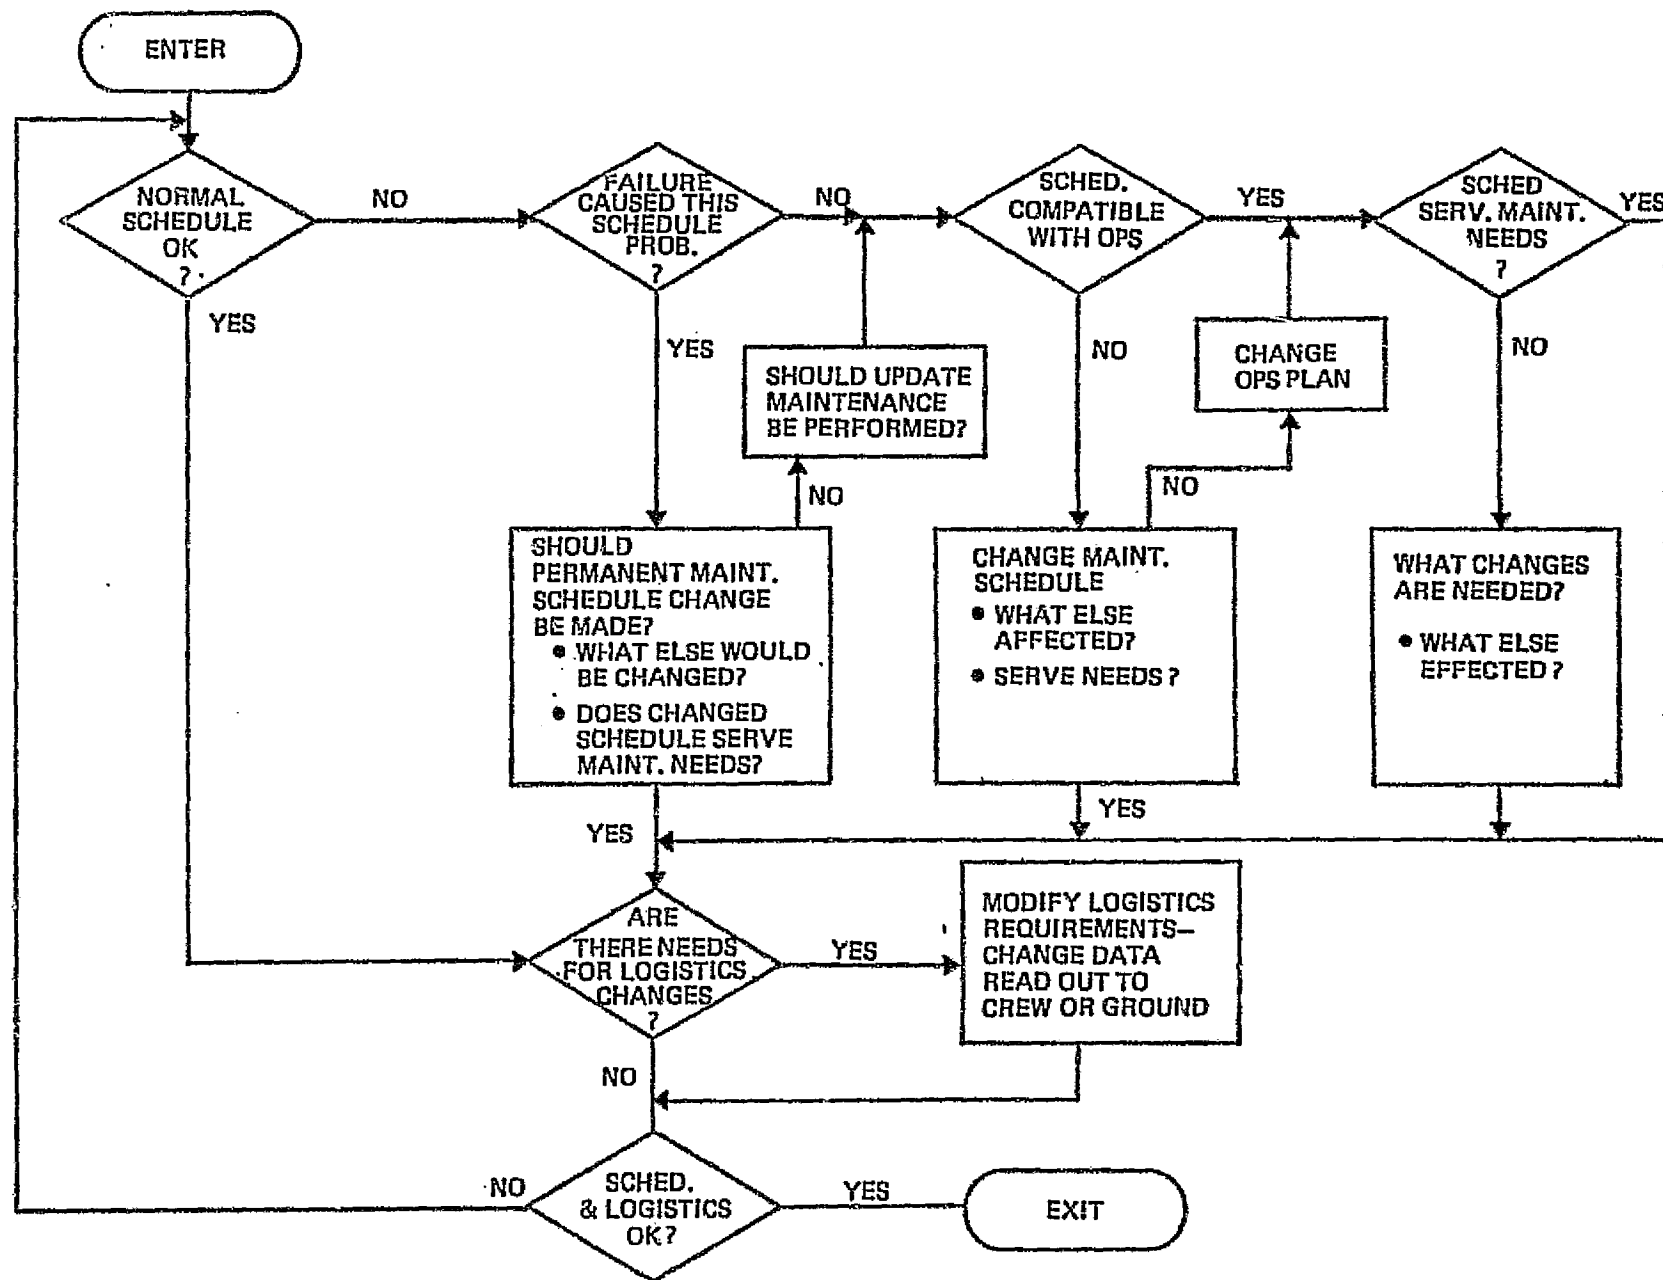 ENTER
NORMAL
SCHEDULE
OK
?
NO
YES
FAILURE
CAUSED THIS
SCHEDULE
PROB.
?
NO
YES
SCHED.
COMPATIBLE
WITH OPS
YES
NO
SCHED
SERV. MAINT.
NEEDS
?
YES
NO
SHOULD UPDATE
MAINTENANCE
BE PERFORMED?
NO
CHANGE
OPS PLAN
NO
SHOULD
PERMANENT MAINT.
SCHEDULE CHANGE
BE MADE?
• WHAT ELSE WOULD
BE CHANGED?
• DOES CHANGED
SCHEDULE SERVE
MAINT. NEEDS?
YES
CHANGE MAINT.
SCHEDULE
• WHAT ELSE
AFFECTED?
• SERVE NEEDS?
YES
WHAT CHANGES
ARE NEEDED?
• WHAT ELSE
EFFECTED?
ARE
THERE NEEDS
FOR LOGISTICS
CHANGES
?
YES
NO
MODIFY LOGISTICS
REQUIREMENTS—
CHANGE DATA
READ OUT TO
CREW OR GROUND
SCHED.
& LOGISTICS
OK?
NO
YES
EXIT